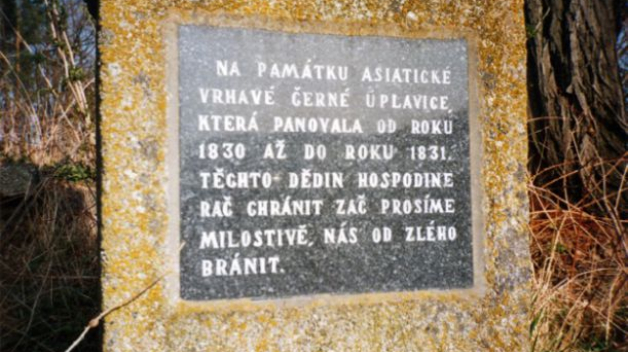 NA PAMÁTKU ASIATICKÉ
VRHAVÉ ČERNÉ ÚPLAVICE,
KTERÁ PANOVALA OD ROKU
1830 AŽ DO ROKU 1831.
TĚCHTO-DĚDIN HOSPODINE
RAČ CHRÁNIT ZAČ PROSÍME
MILOSTIVĚ, NÁS OD ZLÉHO
BRÁNIT.